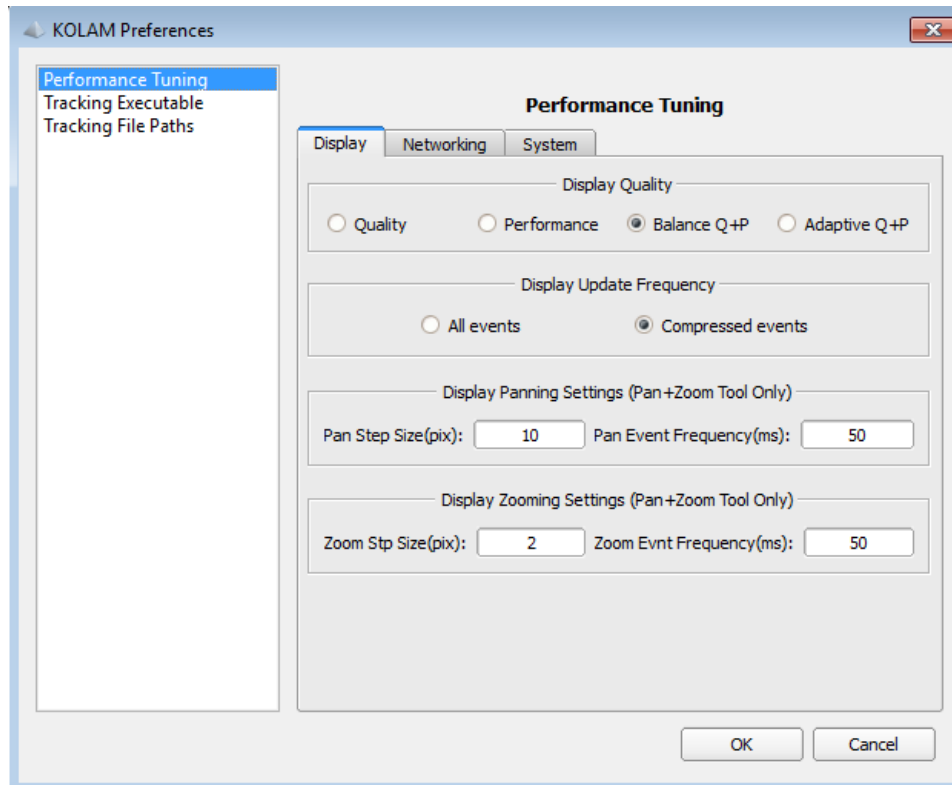 KOLAM Preferences
Performance Tuning
Tracking Executable
Tracking File Paths
Performance Tuning
Display Networking System
Display Quality
Quality Performance Balance Q+P Adaptive Q+P
Display Update Frequency
All events Compressed events
Display Panning Settings (Pan+Zoom Tool Only)
Pan Step Size(pix): 10 Pan Event Frequency(ms): 50
Display Zooming Settings (Pan+Zoom Tool Only)
Zoom Stp Size(pix): 2 Zoom Evnt Frequency(ms): 50
OK Cancel